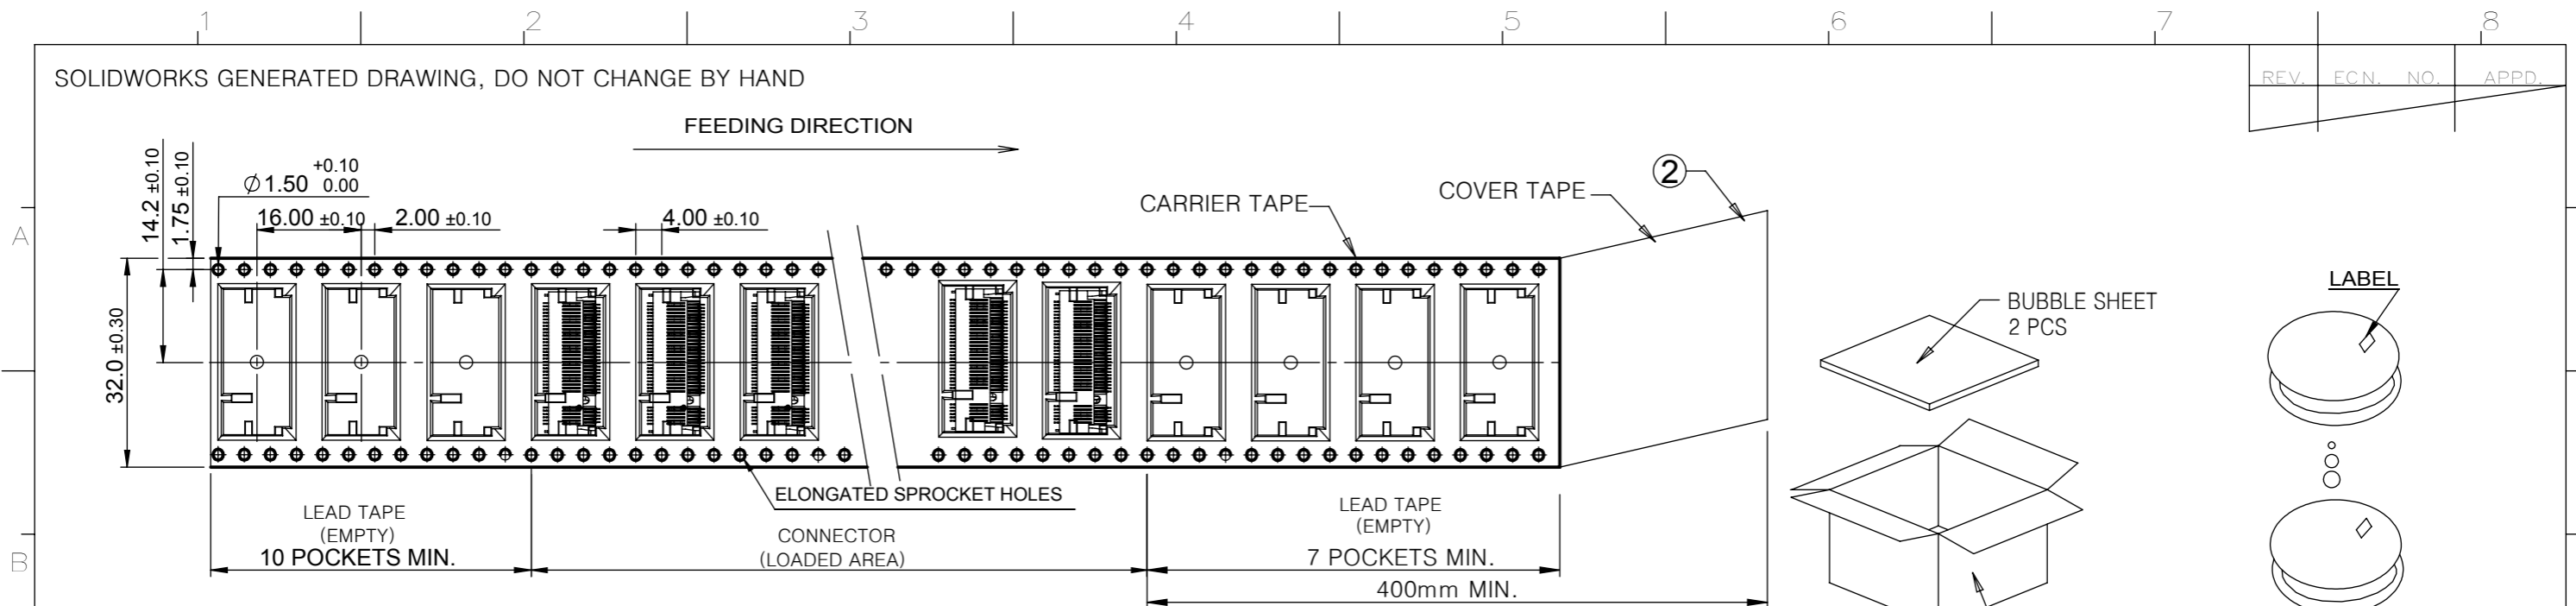 1 2 3 4 5 6 7 8
SOLIDWORKS GENERATED DRAWING, DO NOT CHANGE BY HAND
REV. ECN. NO. APPD.
FEEDING DIRECTION
14.2 ±0.10
1.75 ±0.10
Ø1.50 +0.10 0.00
16.00 ±0.10
2.00 ±0.10
4.00 ±0.10
CARRIER TAPE
COVER TAPE
2
A
32.0 ±0.30
BUBBLE SHEET
2 PCS
LABEL
ELONGATED SPROCKET HOLES
LEAD TAPE
(EMPTY)
10 POCKETS MIN.
CONNECTOR
(LOADED AREA)
LEAD TAPE
(EMPTY)
7 POCKETS MIN.
400mm MIN.
B